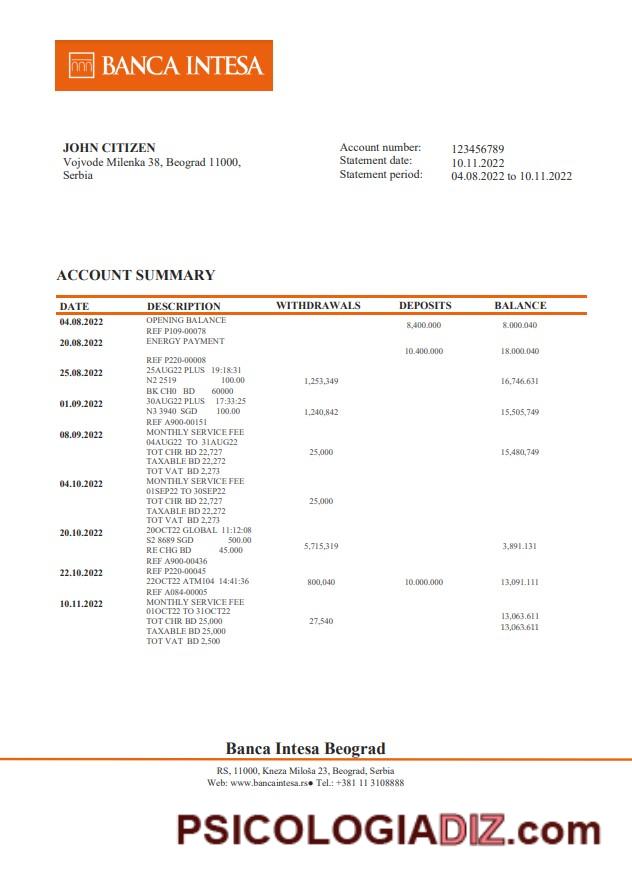 BANCA INTESA
JOHN CITIZEN
Vojvode Milenka 38, Beograd 11000,
Serbia
Account number: 123456789
Statement date: 10.11.2022
Statement period: 04.08.2022 to 10.11.2022
ACCOUNT SUMMARY
DATE DESCRIPTION WITHDRAWALS DEPOSITS BALANCE
04.08.2022 OPENING BALANCE
8,400.000 8.000.040
REF P109-00078
20.08.2022 ENERGY PAYMENT
10.400.000 18.000.040
REF P220-00008
25.08.2022 25AUG22 PLUS 19:18:31
N2 2519 100.00 1,253,349 16,746.631
BK CH0 BD 60000
01.09.2022 30AUG22 PLUS 17:33:25
N3 3940 SGD 100.00 1,240,842 15,505,749
REF A900-00151
08.09.2022 MONTHLY SERVICE FEE
04AUG22 TO 31AUG22
TOT CHR BD 22,727 25,000 15,480,749
TAXABLE BD 22,272
TOT VAT BD 2,273
04.10.2022 MONTHLY SERVICE FEE
01SEP22 TO 30SEP22
TOT CHR BD 22,727 25,000
TAXABLE BD 22,272
TOT VAT BD 2,273
20.10.2022 20OCT22 GLOBAL 11:12:08
S2 8689 SGD 500.00
RE CHG BD 45.000 5,715,319 3,891.131
REF A900-00436
22.10.2022 REF P220-00045
22OCT22 ATM104 14:41:36 800,040 10.000.000 13,091.111
REF A084-00005
10.11.2022 MONTHLY SERVICE FEE
01OCT22 TO 31OCT22
13,063.611
TOT CHR BD 25,000 27,540
13,063.611
TAXABLE BD 25,000
TOT VAT BD 2,500
Banca Intesa Beograd
RS, 11000, Kneza Miloša 23, Beograd, Serbia
Web: www.bancaintesa.rs● Tel.: +381 11 3108888
PSICOLOGIADIZ.com